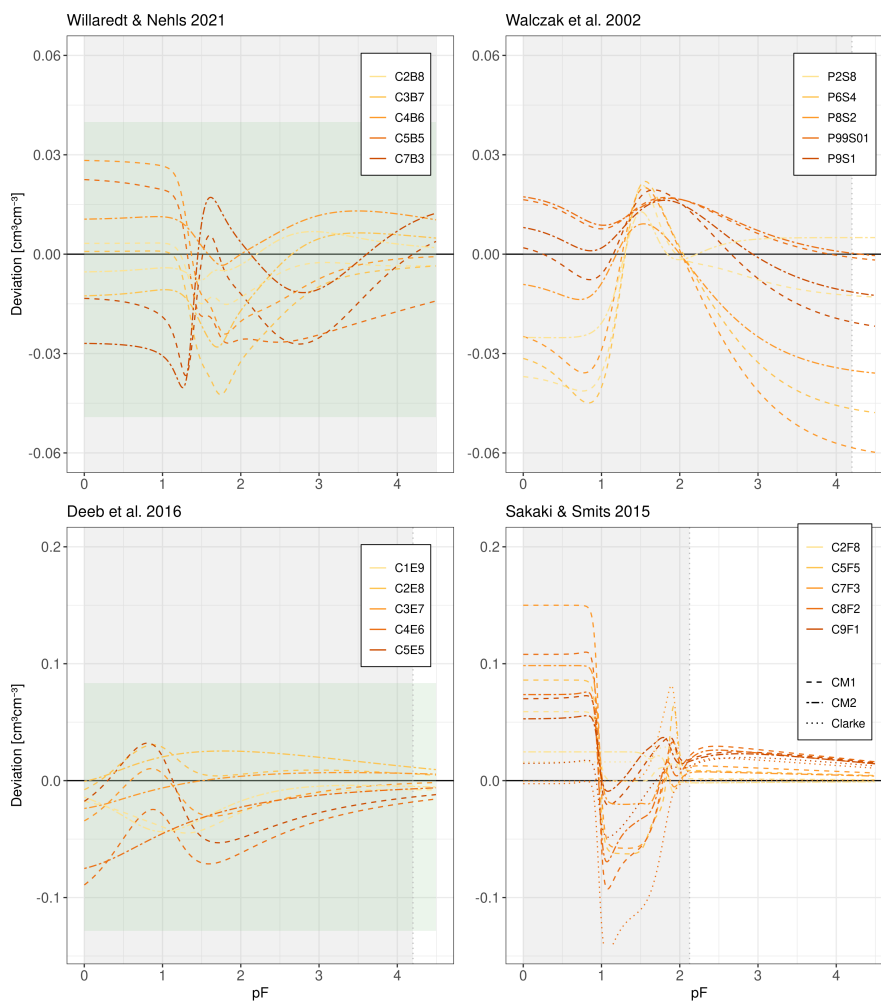 Willaredt & Nehls 2021
Walczak et al. 2002
0.06
0.03
0.00
-0.03
-0.06
Deviation [cm³cm⁻³]
C2B8
C3B7
C4B6
C5B5
C7B3
0 1 2 3 4
0.06
0.03
0.00
-0.03
-0.06
P2S8
P6S4
P8S2
P99S01
P9S1
0 1 2 3 4
Deeb et al. 2016
Sakaki & Smits 2015
0.2
0.1
0.0
-0.1
Deviation [cm³cm⁻³]
C1E9
C2E8
C3E7
C4E6
C5E5
0 1 2 3 4
pF
0.2
0.1
0.0
-0.1
C2F8
C5F5
C7F3
C8F2
C9F1
CM1
CM2
Clarke
0 1 2 3 4
pF